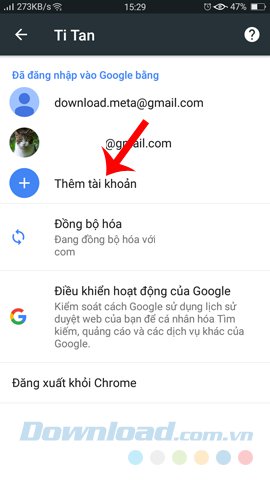 273KB/s 15:29 47%
Ti Tan
Đã đăng nhập vào Google bằng
download.meta@gmail.com
@gmail.com
Thêm tài khoản
Đồng bộ hóa
Đang đồng bộ hóa với
com
Điều khiển hoạt động của Google
Kiểm soát cách Google sử dụng lịch sử
duyệt web của bạn để cá nhân hóa Tìm
kiếm, quảng cáo và các dịch vụ khác của
Google.
Đăng xuất khỏi Chrome
Download.com.vn